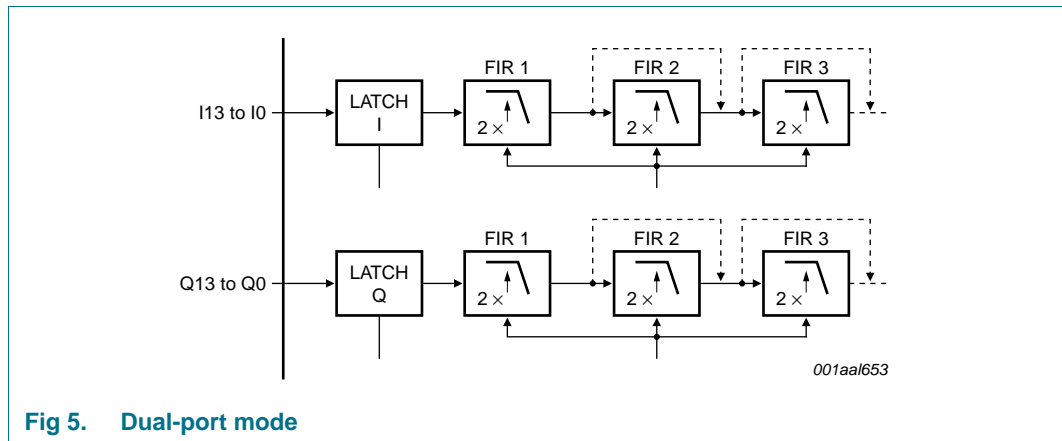 FIR 1
FIR 2
FIR 3
I13 to I0
LATCH
I
2 ×
2 ×
2 ×
FIR 1
FIR 2
FIR 3
Q13 to Q0
LATCH
Q
2 ×
2 ×
2 ×
001aal653
Fig 5. Dual-port mode